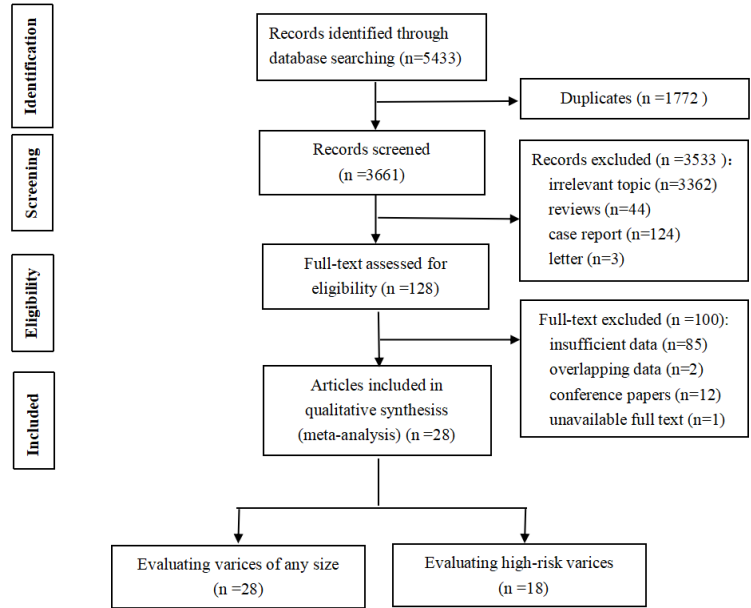 Identification
Records identified through
database searching (n=5433)
Duplicates (n =1772 )
Screening
Records screened
(n =3661)
Records excluded (n =3533 )：
irrelevant topic(n=3362)
reviews (n=44)
case report (n=124)
letter (n=3)
Eligibility
Full-text assessed for
eligibility (n =128)
Full-text excluded (n =100):
insufficient data (n=85)
overlapping data (n=2)
conference papers (n=12)
unavailable full text (n=1)
Included
Articles included in
qualitative synthesiss
(meta-analysis) (n =28)
Evaluating varices of any size
(n =28)
Evaluating high-risk varices
(n =18)